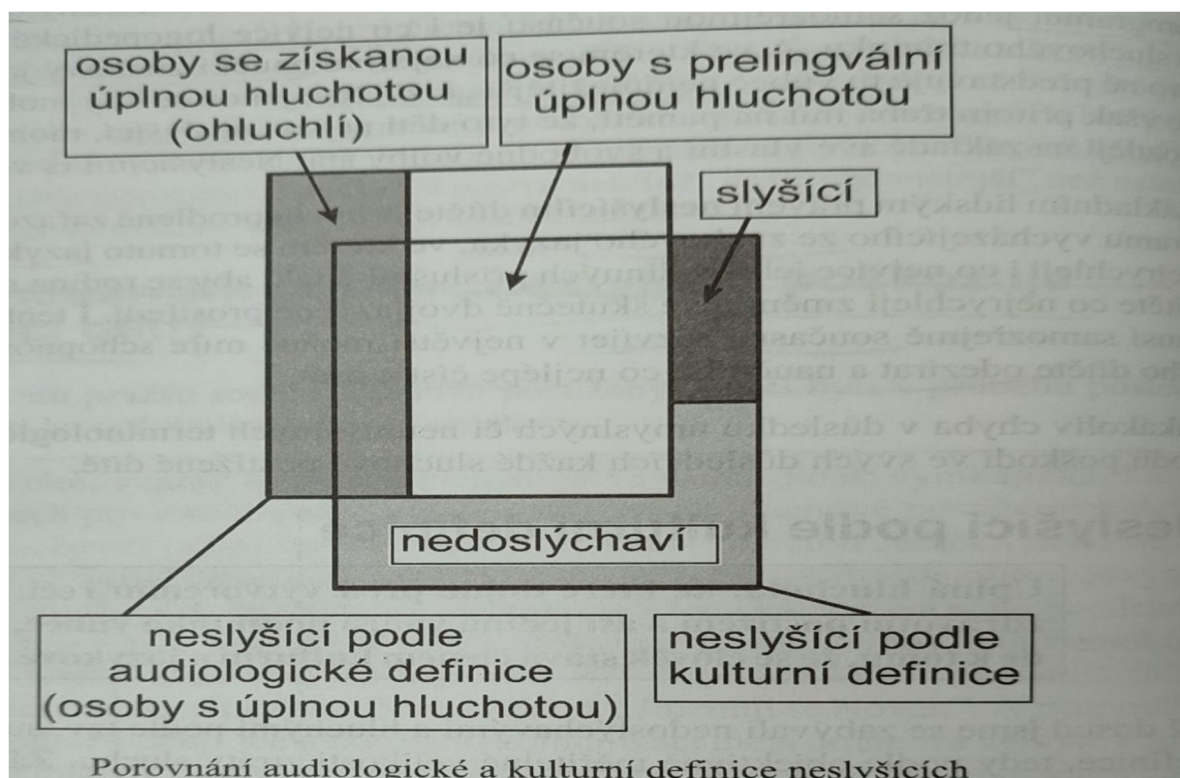 osoby se získanou
úplnou hluchotou
(ohluchlí)
osoby s prelingvální
úplnou hluchotou
slyšící
nedoslýchaví
neslyšící podle
audiologické definice
(osoby s úplnou hluchotou)
neslyšící podle
kulturní definice
Porovnání audiologické a kulturní definice neslyšících